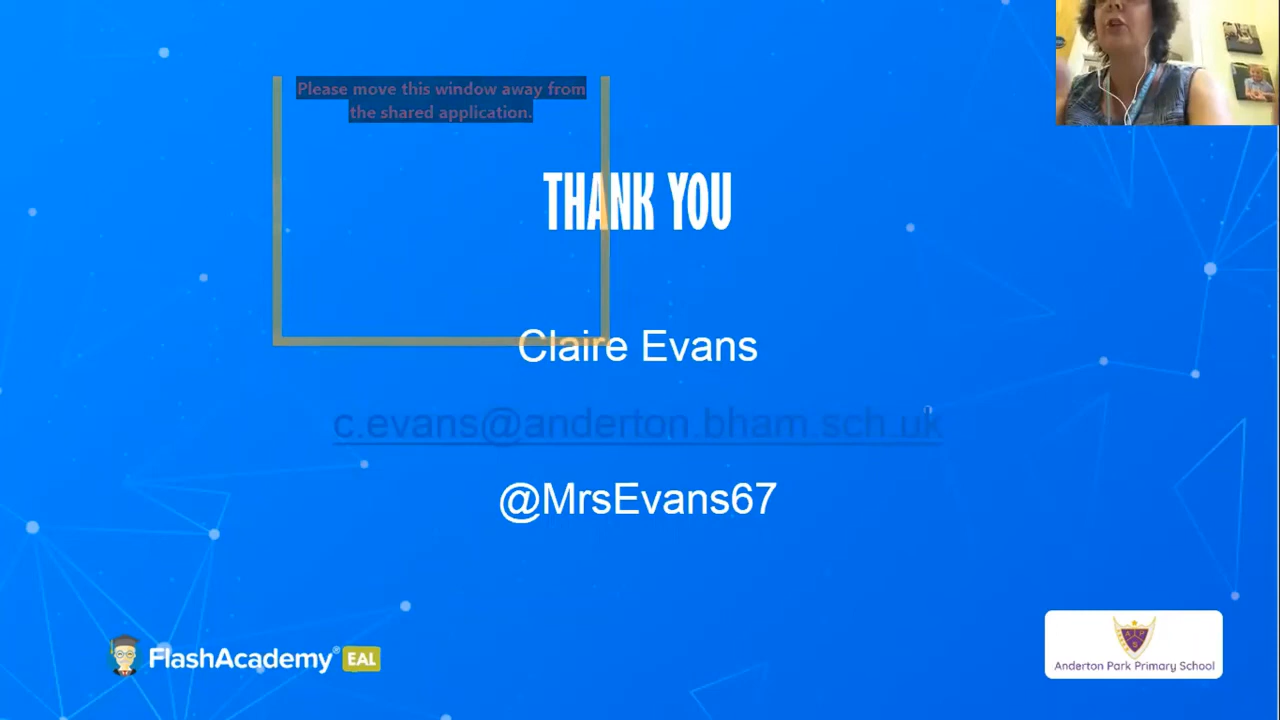 Please move this window away from
the shared application.
THANK YOU
Claire Evans
c.evans@anderton.bham.sch.uk
@MrsEvans67
FlashAcademy® EAL
APS
Anderton Park Primary School